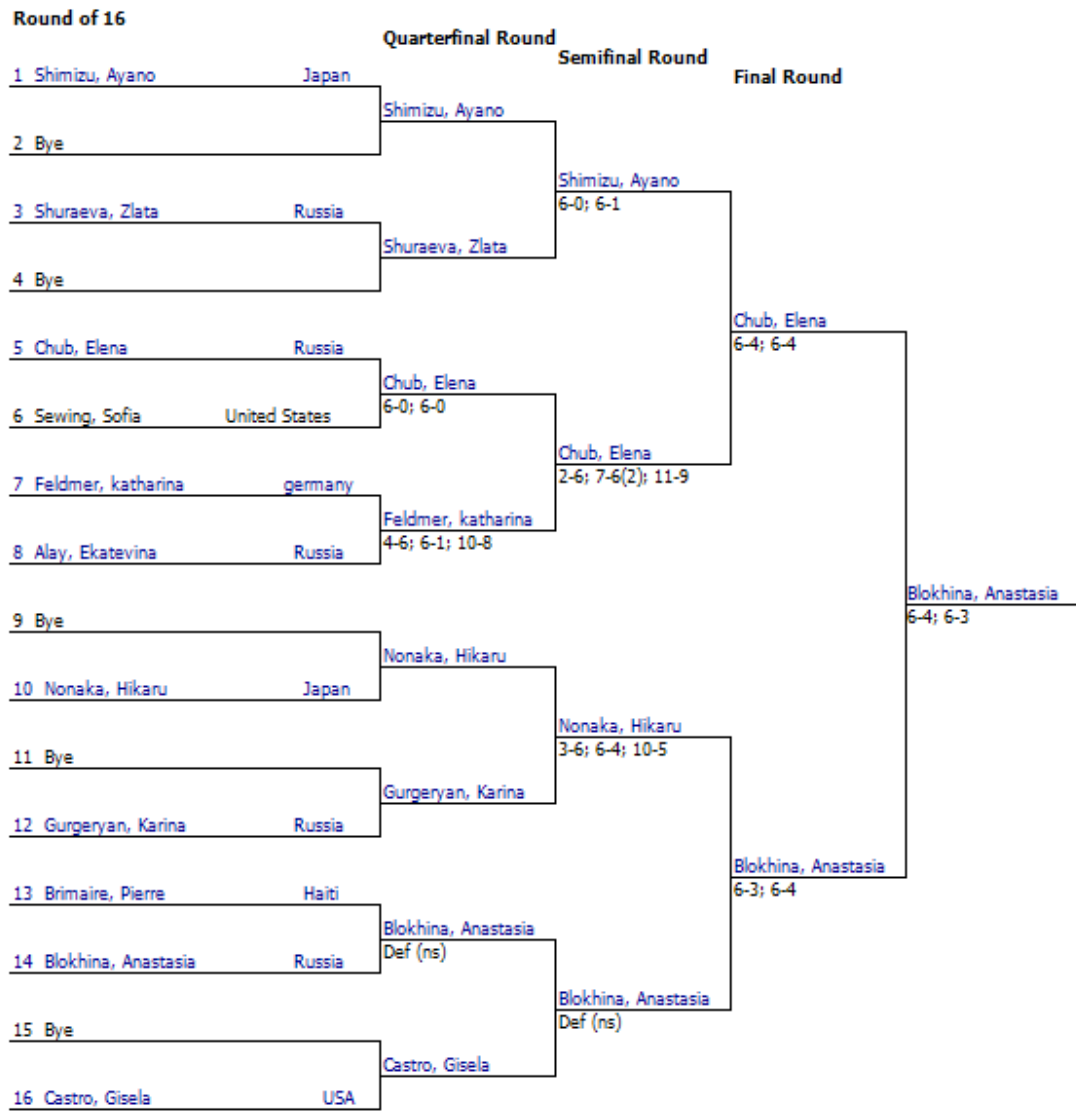 Round of 16
Quarterfinal Round
Semifinal Round
Final Round
1 Shimizu, Ayano Japan
Shimizu, Ayano
2 Bye
Shimizu, Ayano
6-0; 6-1
3 Shuraeva, Zlata Russia
Shuraeva, Zlata
4 Bye
Chub, Elena
6-4; 6-4
5 Chub, Elena Russia
Chub, Elena
6-0; 6-0
6 Sewing, Sofia United States
Chub, Elena
2-6; 7-6(2); 11-9
7 Feldmer, katharina germany
Feldmer, katharina
4-6; 6-1; 10-8
8 Alay, Ekatevina Russia
Blokhina, Anastasia
6-4; 6-3
9 Bye
Nonaka, Hikaru
10 Nonaka, Hikaru Japan
Nonaka, Hikaru
3-6; 6-4; 10-5
11 Bye
Gurgeryan, Karina
12 Gurgeryan, Karina Russia
Blokhina, Anastasia
6-3; 6-4
13 Brimaire, Pierre Haiti
Blokhina, Anastasia
Def (ns)
14 Blokhina, Anastasia Russia
Blokhina, Anastasia
Def (ns)
15 Bye
Castro, Gisela
16 Castro, Gisela USA